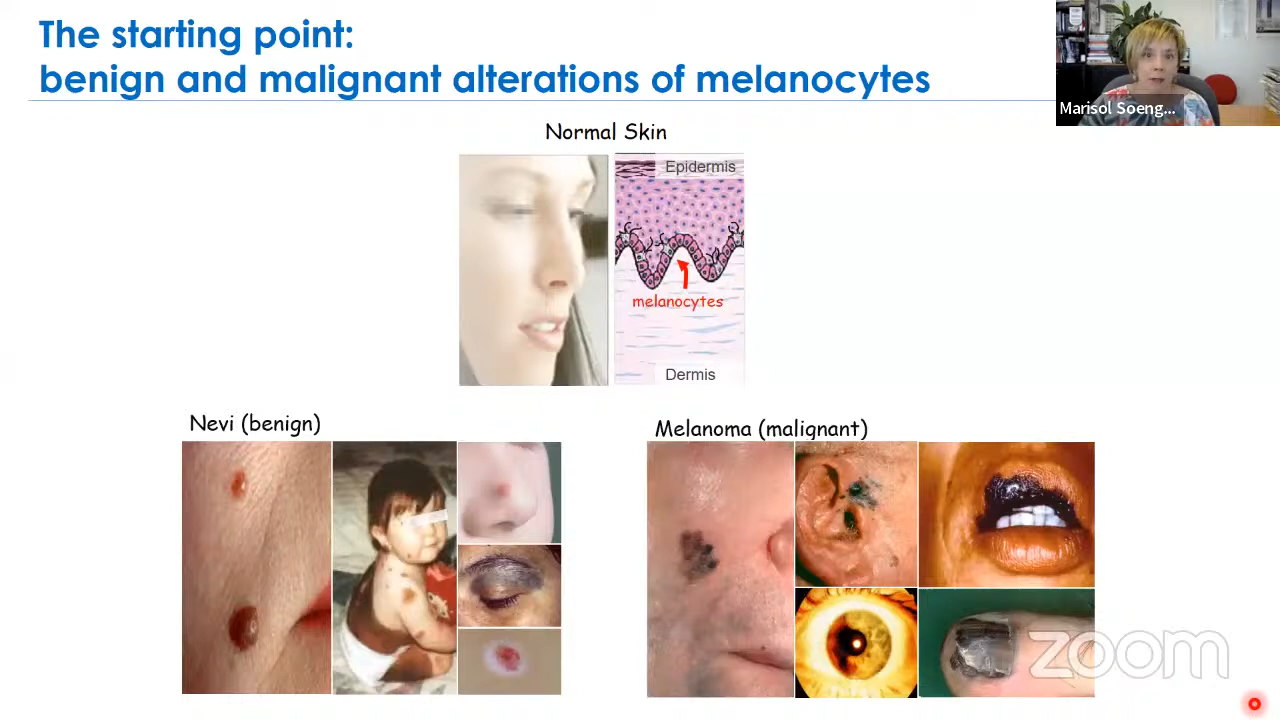 The starting point:
benign and malignant alterations of melanocytes
Marisol Soeng...
Normal Skin
Epidermis
melanocytes
Dermis
Nevi (benign)
Melanoma (malignant)
zoom